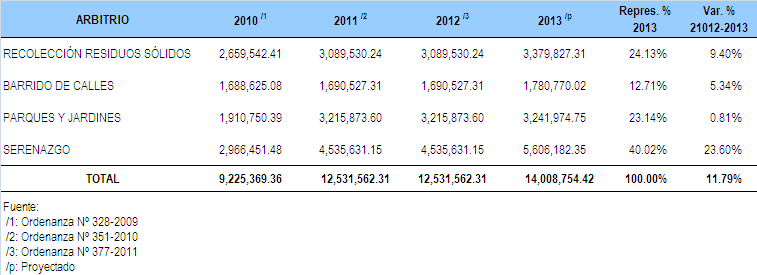 ARBITRIO 2010 /1 2011 /2 2012 /3 2013 /p Repres. % 2013 Var. % 21012-2013
RECOLECCIÓN RESIDUOS SÓLIDOS 2,659,542.41 3,089,530.24 3,089,530.24 3,379,827.31 24.13% 9.40%
BARRIDO DE CALLES 1,688,625.08 1,690,527.31 1,690,527.31 1,780,770.02 12.71% 5.34%
PARQUES Y JARDINES 1,910,750.39 3,215,873.60 3,215,873.60 3,241,974.75 23.14% 0.81%
SERENAZGO 2,966,451.48 4,535,631.15 4,535,631.15 5,606,182.35 40.02% 23.60%
TOTAL 9,225,369.36 12,531,562.31 12,531,562.31 14,008,754.42 100.00% 11.79%
Fuente:
/1: Ordenanza Nº 328-2009
/2: Ordenanza Nº 351-2010
/3: Ordenanza Nº 377-2011
/p: Proyectado